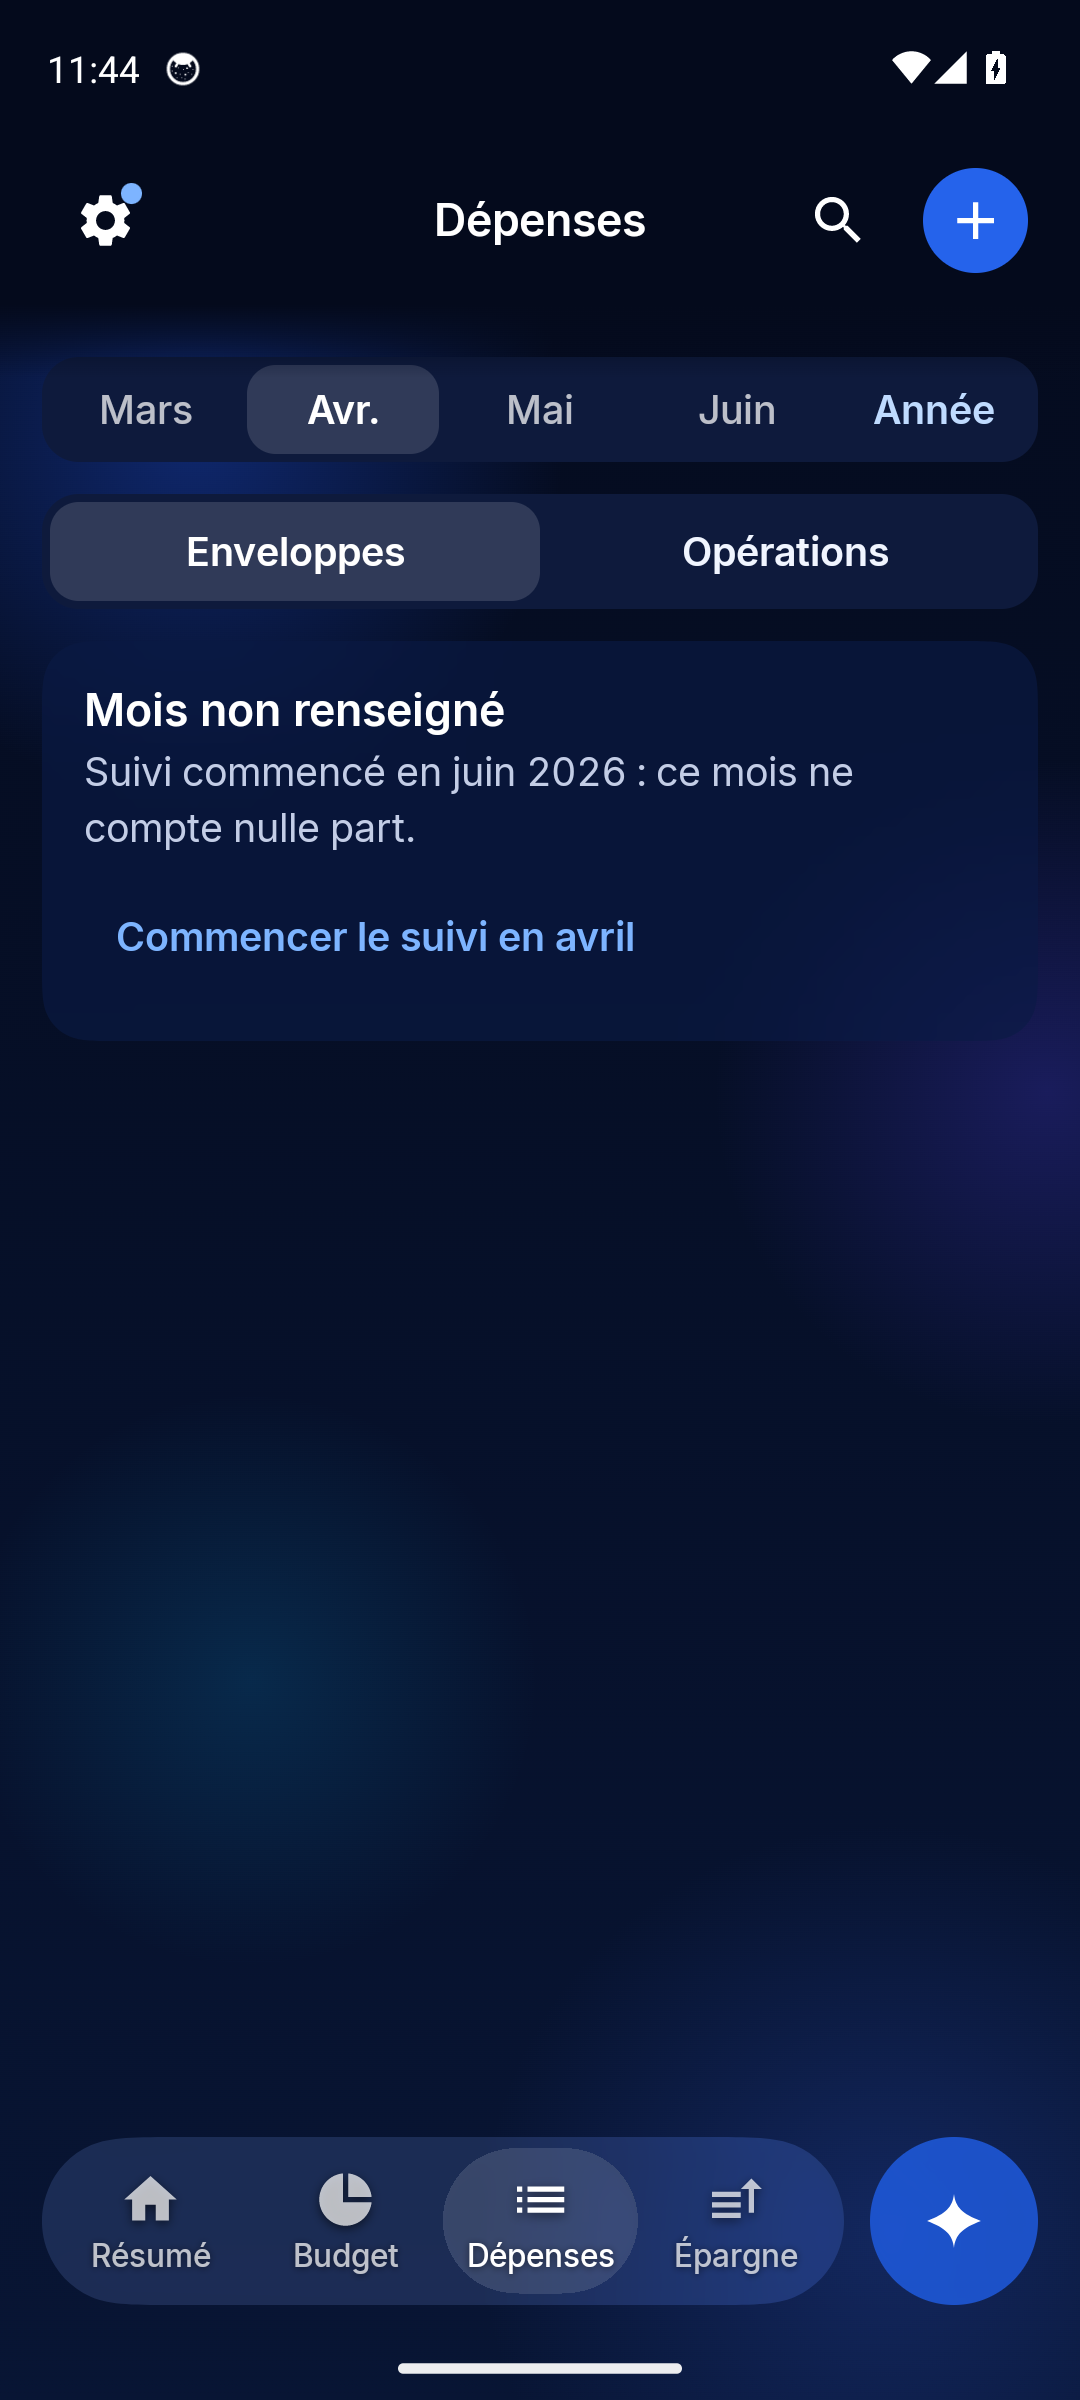 11:44
Dépenses
Mars Avr. Mai Juin Année
Enveloppes Opérations
Mois non renseigné
Suivi commencé en juin 2026 : ce mois ne
compte nulle part.
Commencer le suivi en avril
Résumé Budget Dépenses Épargne